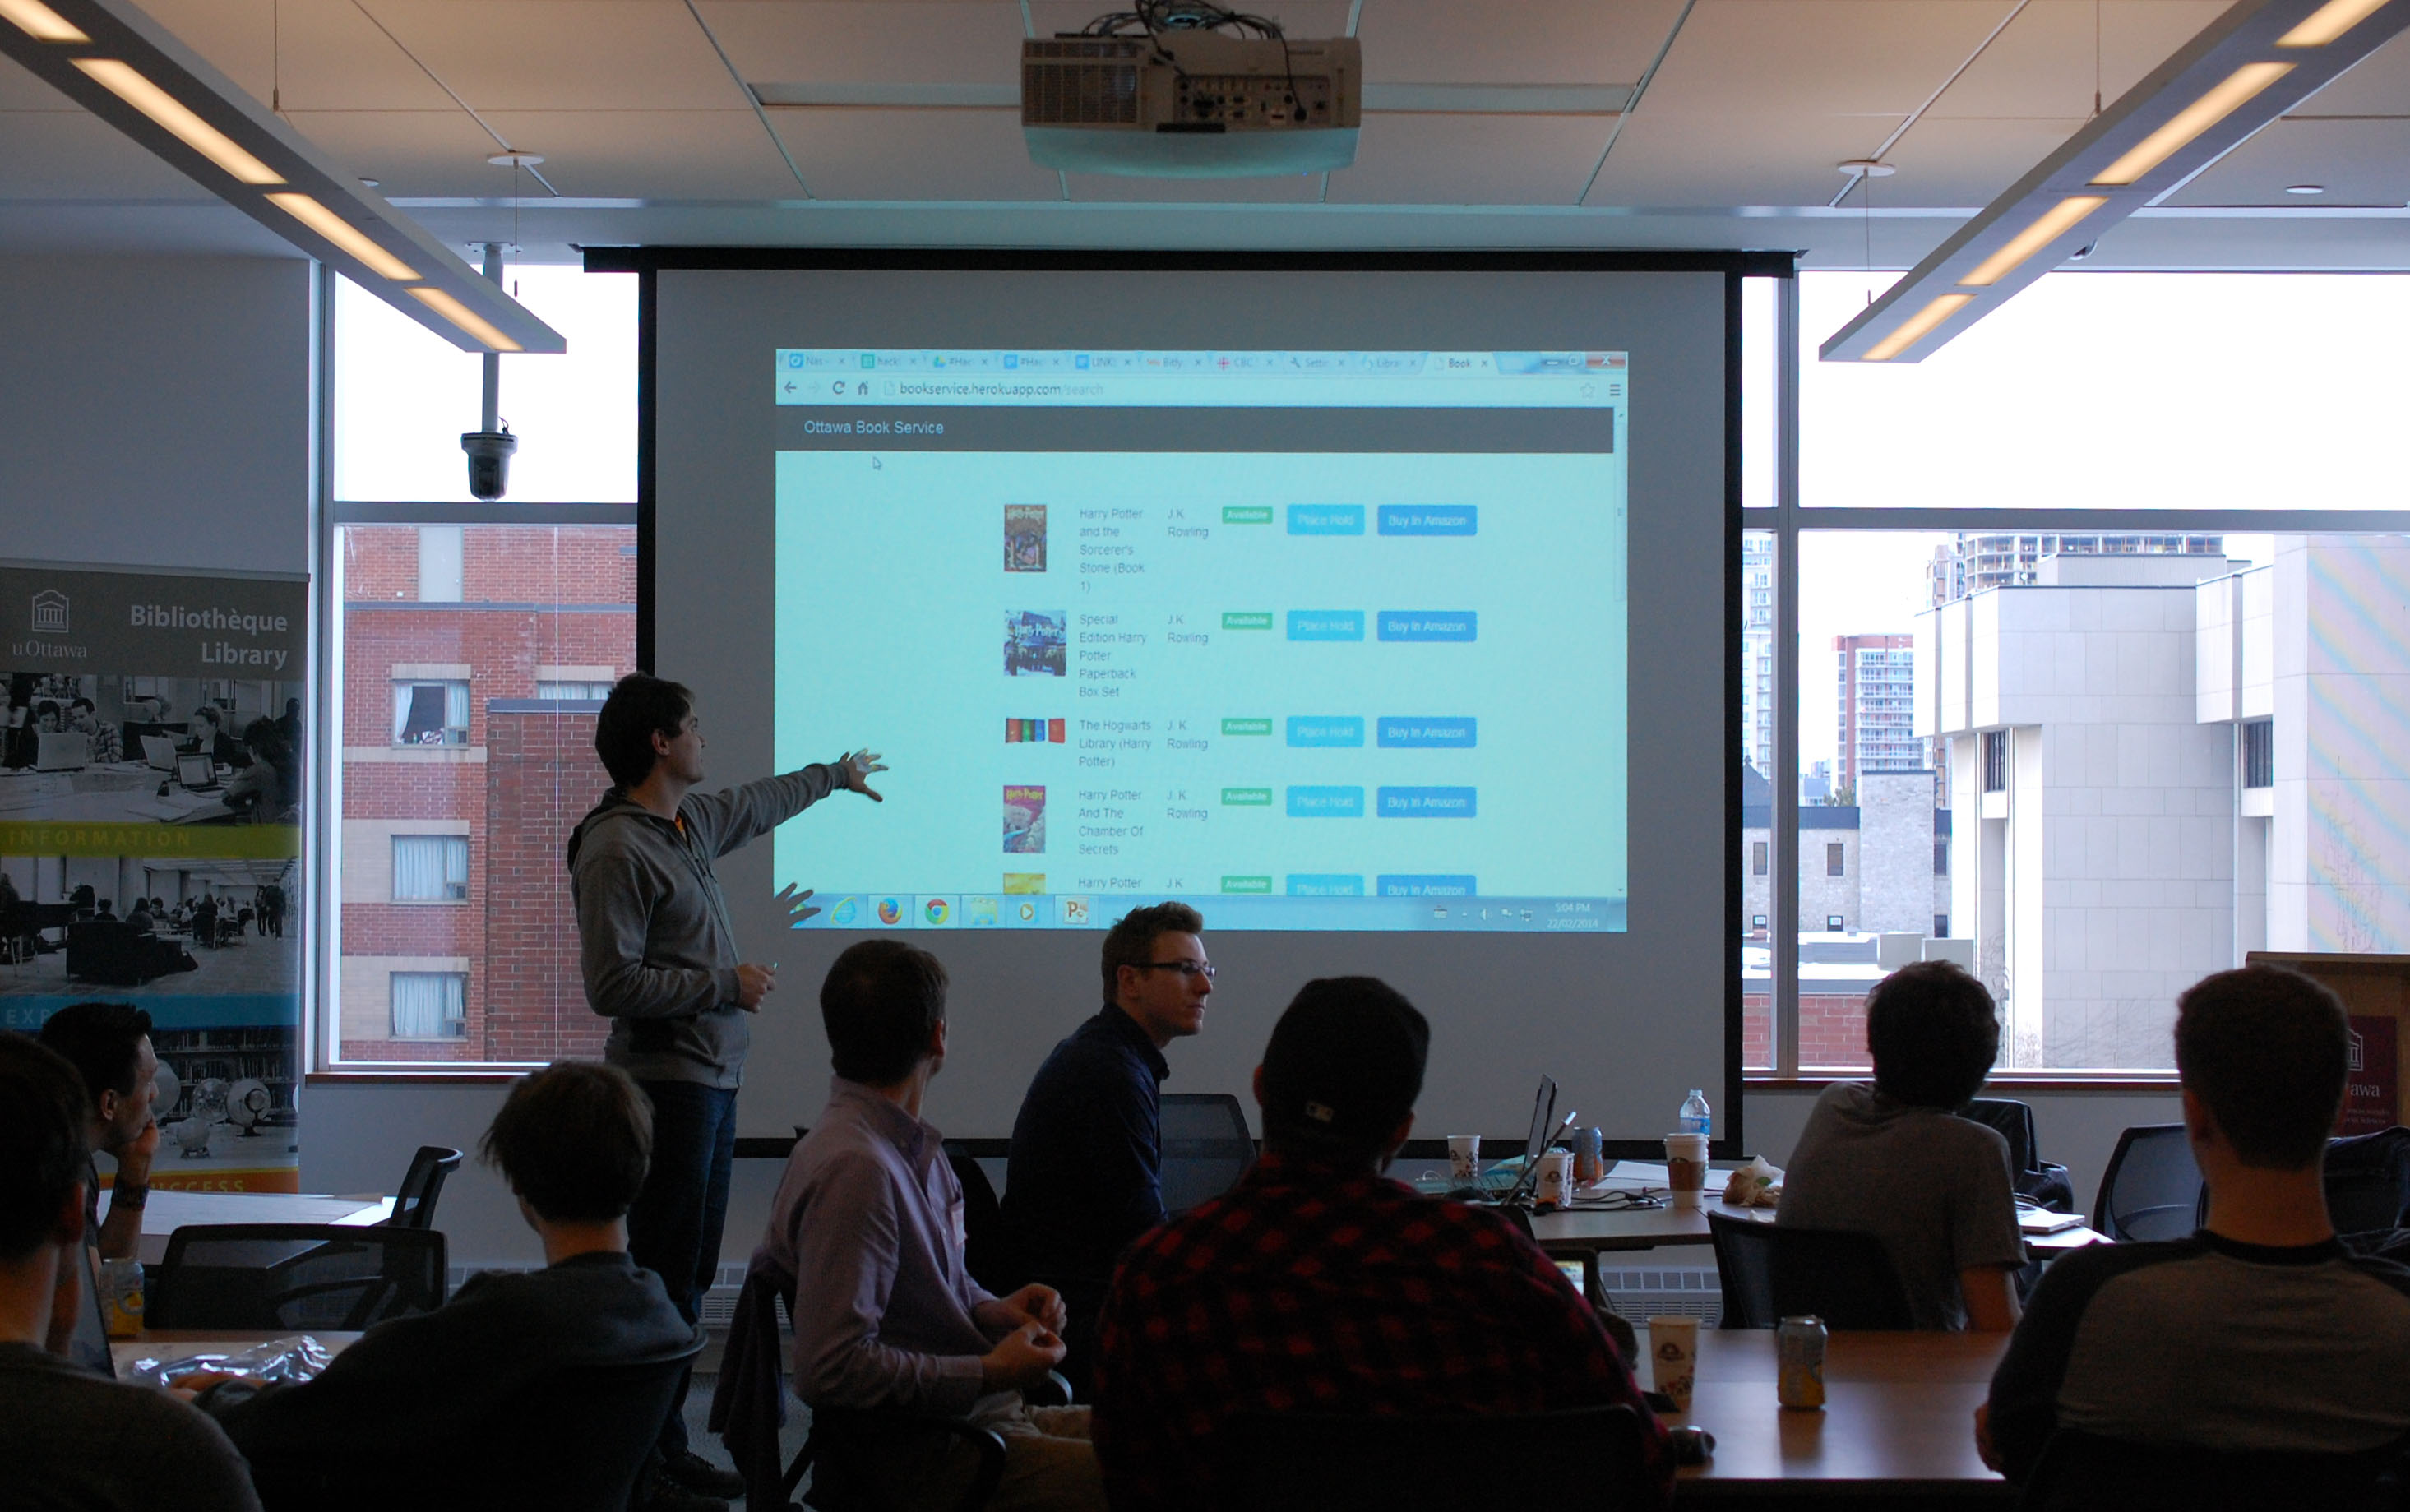 bookservice.herokuapp.com/search
Ottawa Book Service
Harry Potter
and the
Sorcerer's
Stone (Book
1)
J.K.
Rowling
Available
Place Hold
Buy In Amazon
Special
Edition Harry
Potter
Paperback
Box Set
J.K.
Rowling
Available
Place Hold
Buy In Amazon
The Hogwarts
Library (Harry
Potter)
J. K.
Rowling
Available
Place Hold
Buy In Amazon
Harry Potter
And The
Chamber Of
Secrets
J. K.
Rowling
Available
Place Hold
Buy In Amazon
Harry Potter
J.K.
Available
Place Hold
Buy In Amazon
5:04 PM
22/02/2014
Bibliothèque
Library
uOttawa
INFORMATION